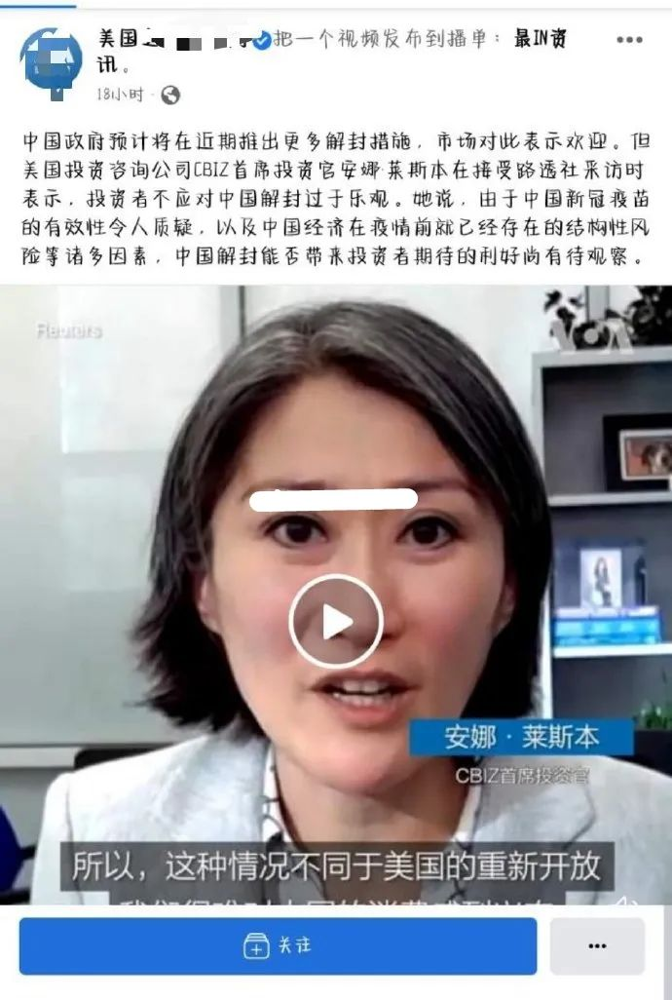 美国
把一个视频发布到播单：最IN资
讯。
18小时
中国政府预计将在近期推出更多解封措施，市场对此表示欢迎。但
美国投资咨询公司CBIZ首席投资官安娜·莱斯本在接受路透社采访时
表示，投资者不应对中国解封过于乐观。她说，由于中国新冠疫苗
的有效性令人质疑，以及中国经济在疫情前就已经存在的结构性风
险等诸多因素，中国解封能否带来投资者期待的利好尚有待观察。
Reuters
VOA
安娜·莱斯本
CBIZ首席投资官
所以，这种情况不同于美国的重新开放
关注